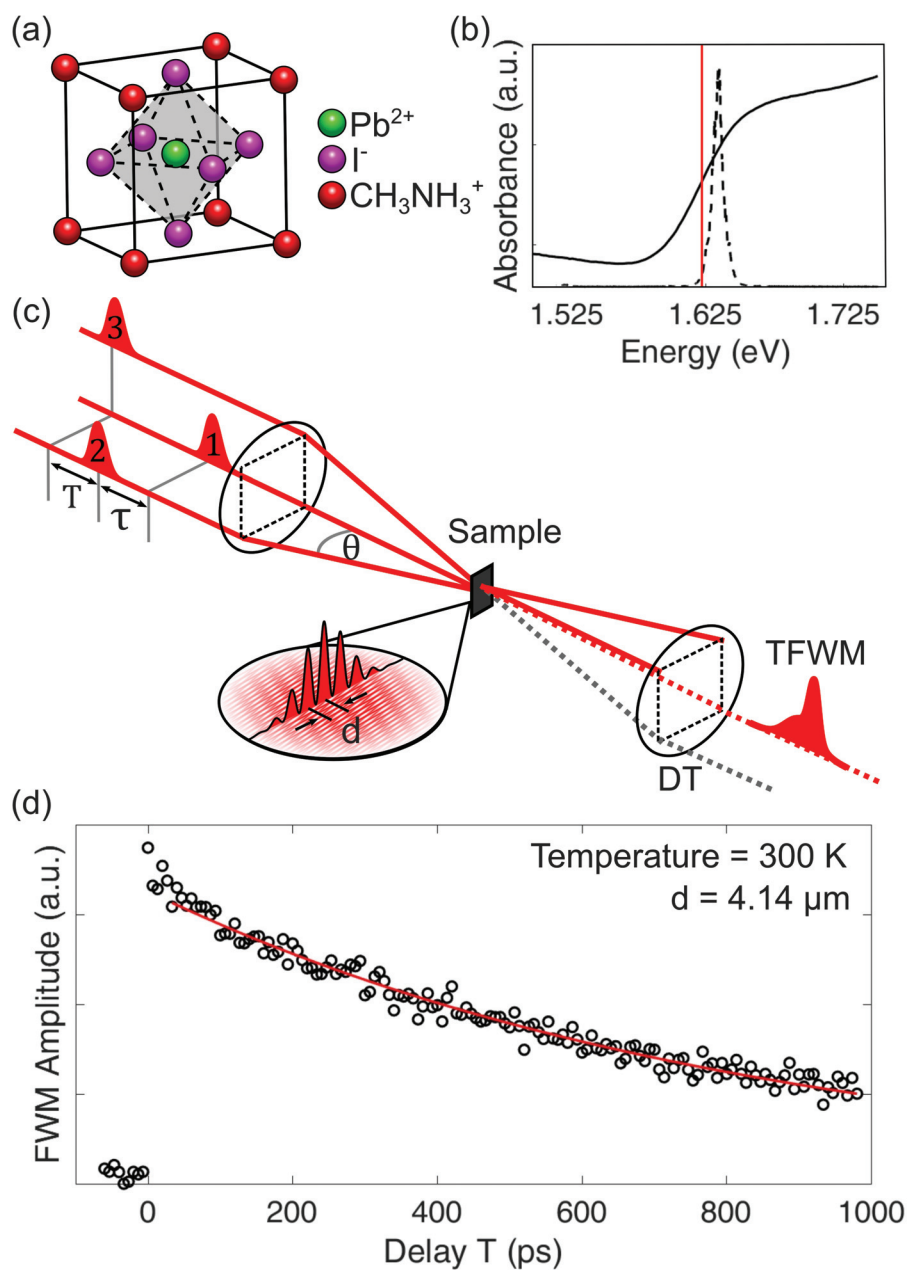 (a)
Pb²⁺
I⁻
CH₃NH₃⁺
(b)
Absorbance (a.u.)
1.525 1.625 1.725
Energy (eV)
(c)
3
1
2
T
τ
θ
Sample
d
TFWM
DT
(d)
FWM Amplitude (a.u.)
Temperature = 300 K
d = 4.14 μm
0 200 400 600 800 1000
Delay T (ps)